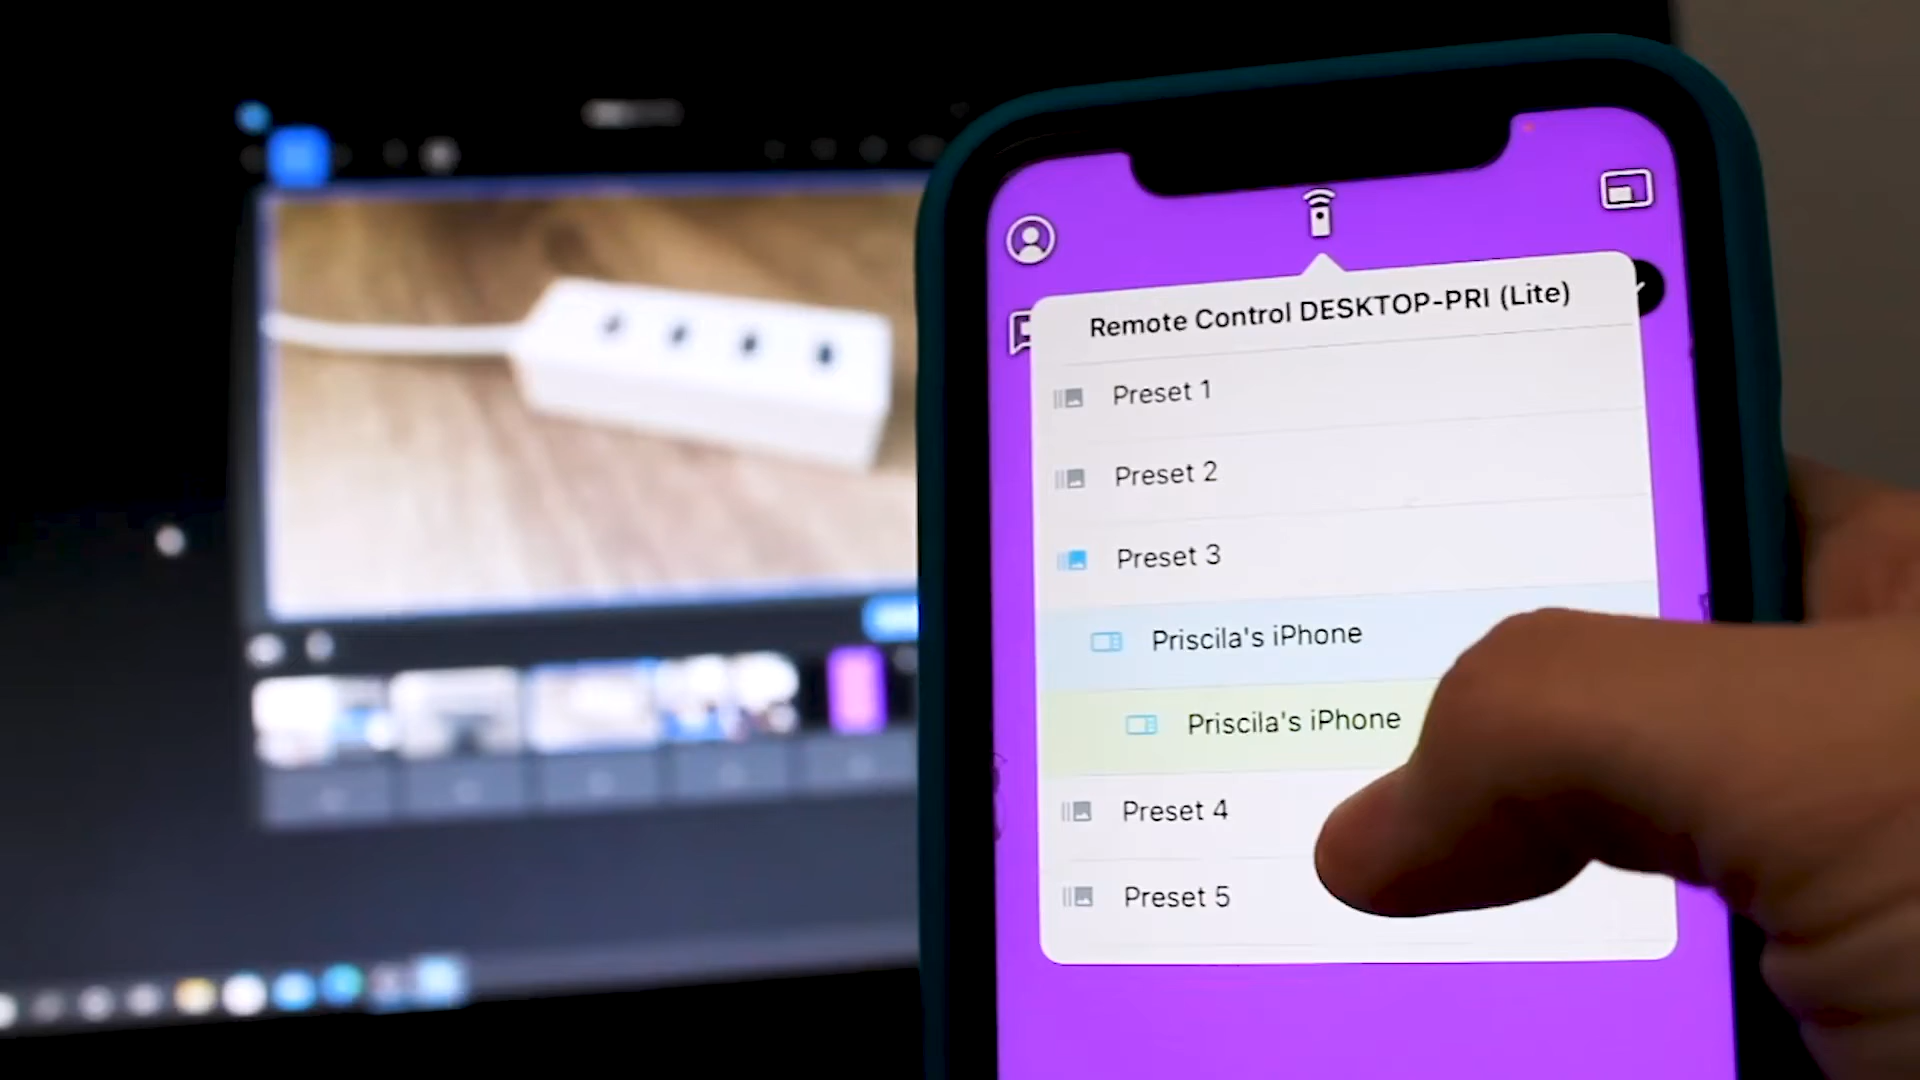 Remote Control DESKTOP-PRI (Lite)
Preset 1
Preset 2
Preset 3
Priscila's iPhone
Priscila's iPhone
Preset 4
Preset 5